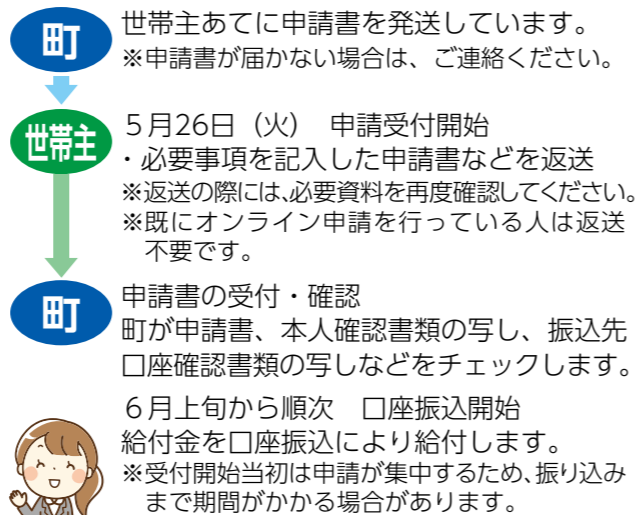 町
世帯主あてに申請書を発送しています。
※申請書が届かない場合は、ご連絡ください。
世帯主
５月26日（火）　申請受付開始
・必要事項を記入した申請書などを返送
※返送の際には、必要資料を再度確認してください。
※既にオンライン申請を行っている人は返送
不要です。
町
申請書の受付・確認
町が申請書、本人確認書類の写し、振込先
口座確認書類の写しなどをチェックします。
６月上旬から順次　口座振込開始
給付金を口座振込により給付します。
※受付開始当初は申請が集中するため、振り込み
まで期間がかかる場合があります。